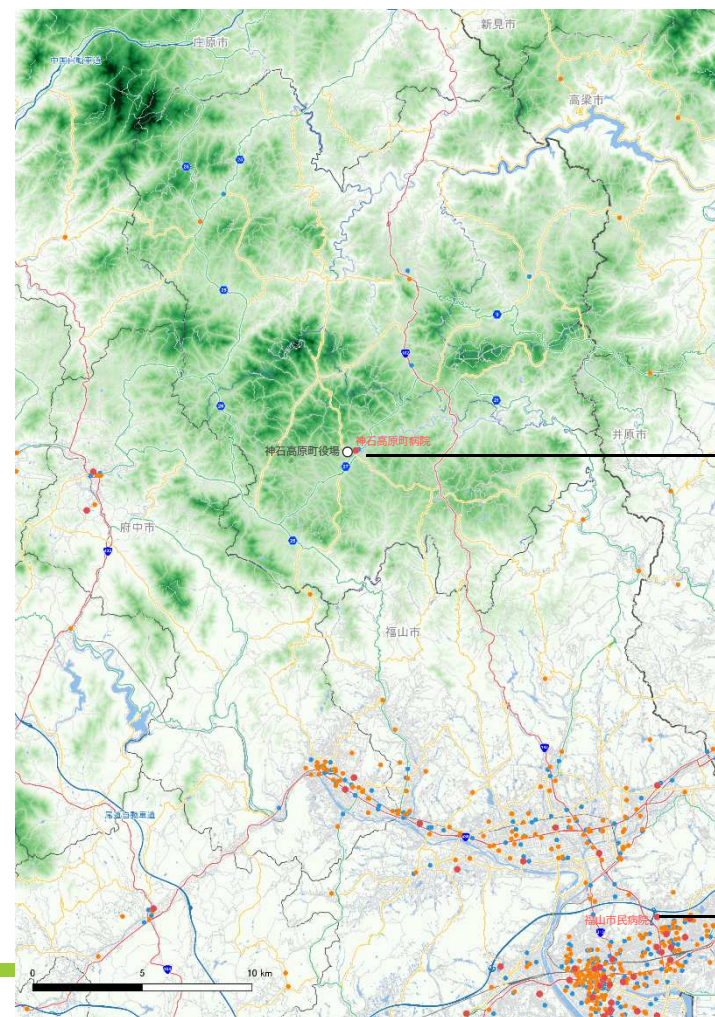 新見市
庄原市
中国自動車道
高梁市
神石高原町病院
神石高原町役場
井原市
府中市
福山市
尾道自動車道
福山市民病院
0 5 10 km